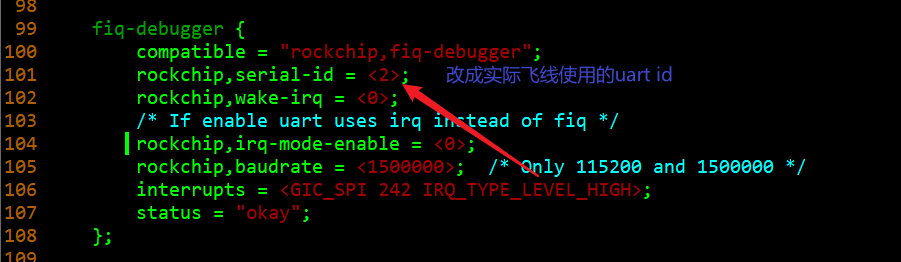 98
99 fiq-debugger {
100 compatible = "rockchip,fiq-debugger";
101 rockchip,serial-id = <2>; 改成实际飞线使用的uart id
102 rockchip,wake-irq = <0>;
103 /* If enable uart uses irq instead of fiq */
104 rockchip,irq-mode-enable = <0>;
105 rockchip,baudrate = <1500000>; /* Only 115200 and 1500000 */
106 interrupts = <GIC_SPI 242 IRQ_TYPE_LEVEL_HIGH>;
107 status = "okay";
108 };
109